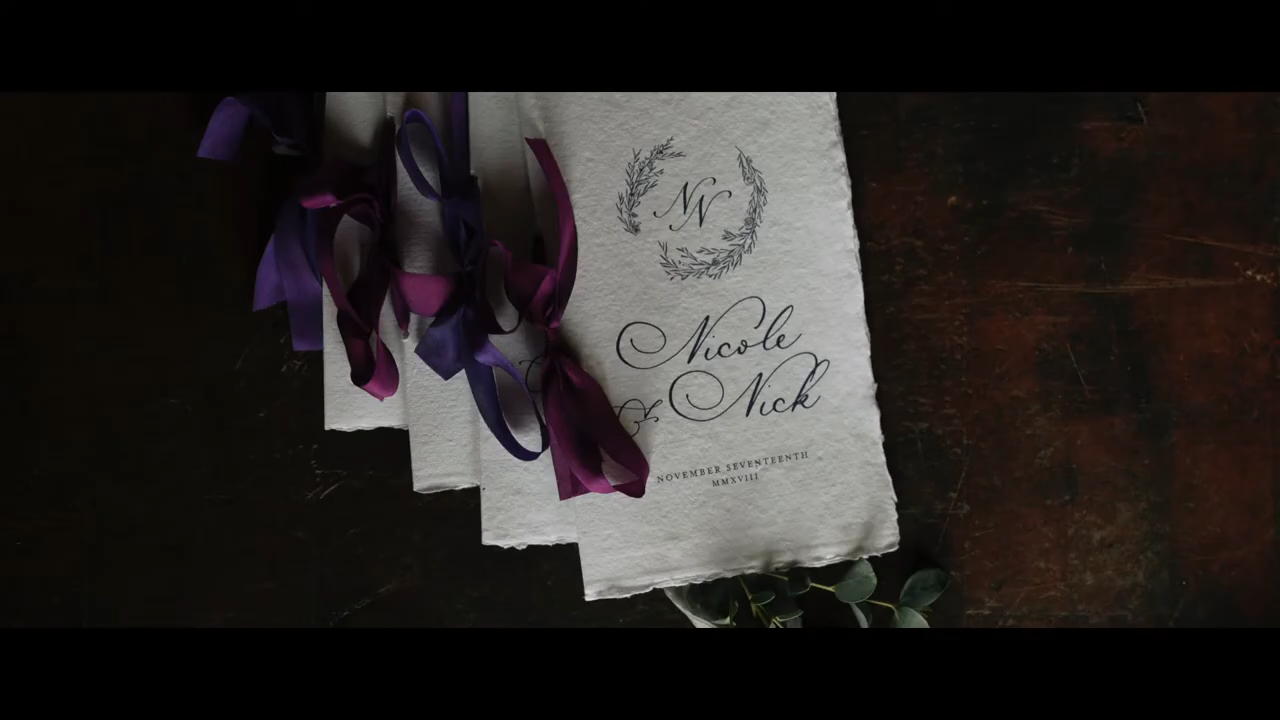 NN
Nicole
& Nick
NOVEMBER SEVENTEENTH
MMXVIII